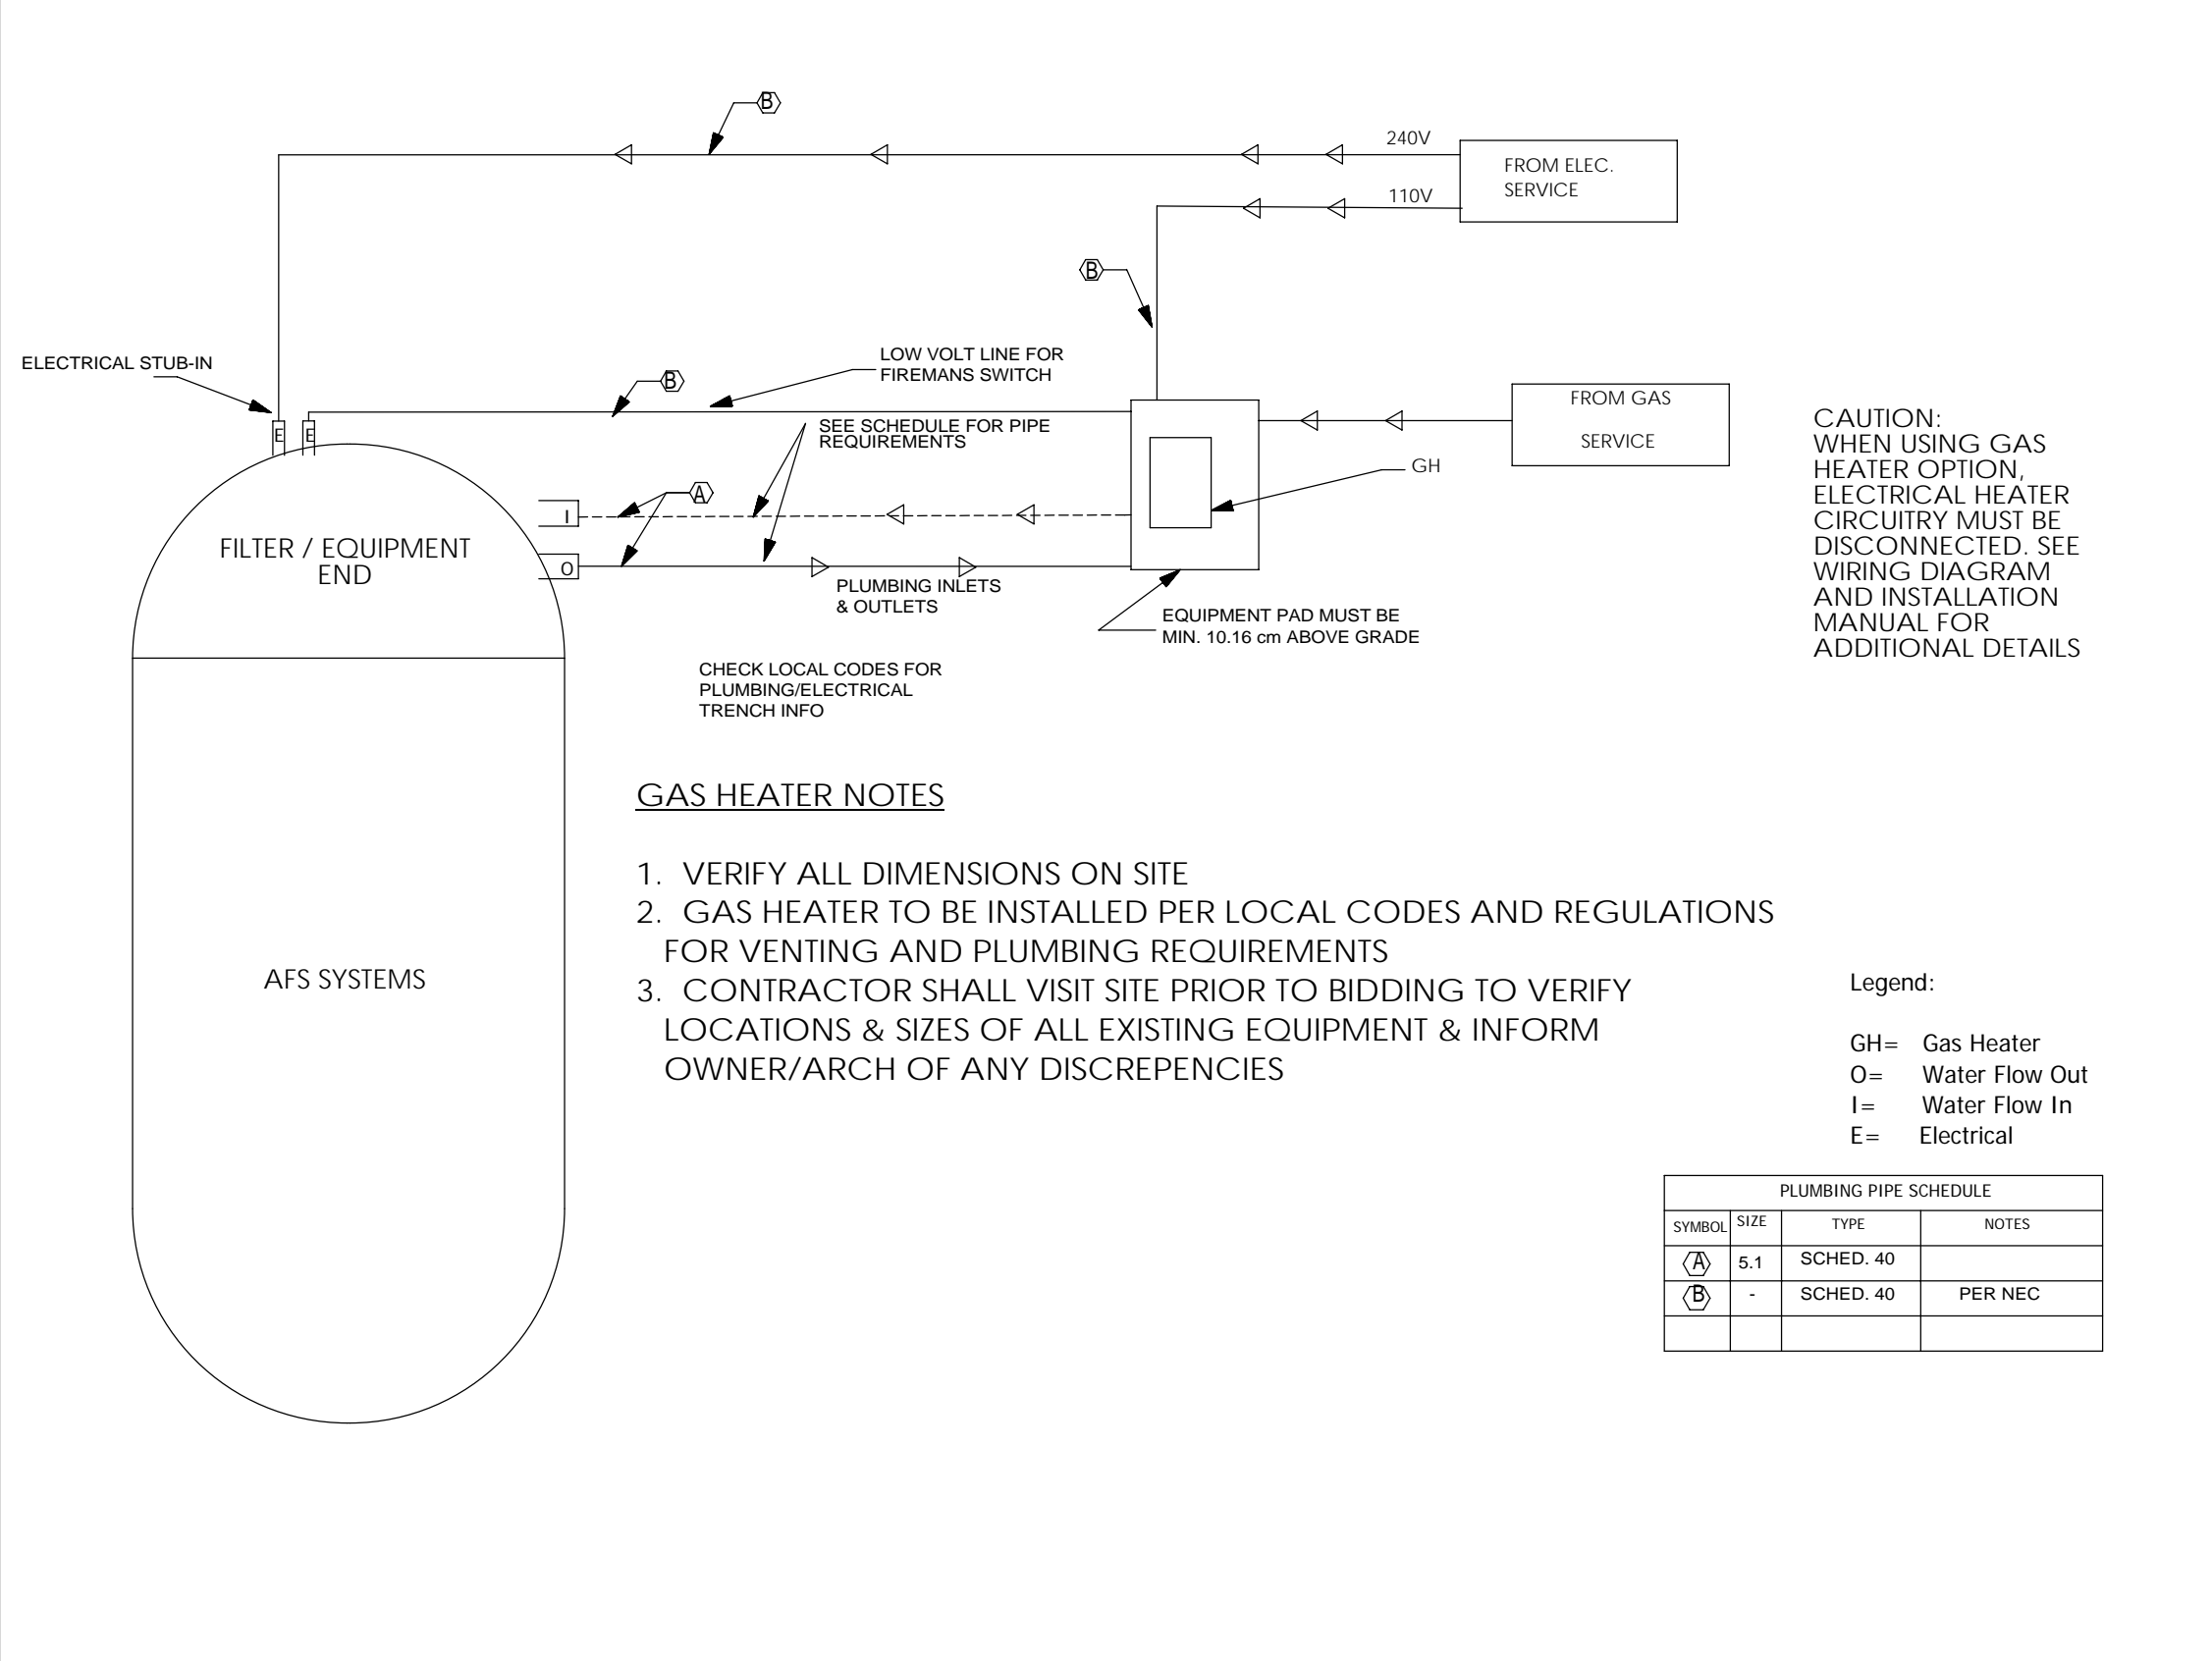 B
240V
FROM ELEC.
SERVICE
110V
B
ELECTRICAL STUB-IN
LOW VOLT LINE FOR
FIREMANS SWITCH
B
FROM GAS
SERVICE
E
E
SEE SCHEDULE FOR PIPE
REQUIREMENTS
GH
A
I
O
FILTER / EQUIPMENT
END
PLUMBING INLETS
& OUTLETS
EQUIPMENT PAD MUST BE
MIN. 10.16 cm ABOVE GRADE
CAUTION:
WHEN USING GAS
HEATER OPTION,
ELECTRICAL HEATER
CIRCUITRY MUST BE
DISCONNECTED. SEE
WIRING DIAGRAM
AND INSTALLATION
MANUAL FOR
ADDITIONAL DETAILS
CHECK LOCAL CODES FOR
PLUMBING/ELECTRICAL
TRENCH INFO
GAS HEATER NOTES
1. VERIFY ALL DIMENSIONS ON SITE
2. GAS HEATER TO BE INSTALLED PER LOCAL CODES AND REGULATIONS
FOR VENTING AND PLUMBING REQUIREMENTS
3. CONTRACTOR SHALL VISIT SITE PRIOR TO BIDDING TO VERIFY
LOCATIONS & SIZES OF ALL EXISTING EQUIPMENT & INFORM
OWNER/ARCH OF ANY DISCREPENCIES
AFS SYSTEMS
Legend:
GH= Gas Heater
O= Water Flow Out
I= Water Flow In
E= Electrical
PLUMBING PIPE SCHEDULE
SYMBOL SIZE TYPE NOTES
A 5.1 SCHED. 40
B - SCHED. 40 PER NEC